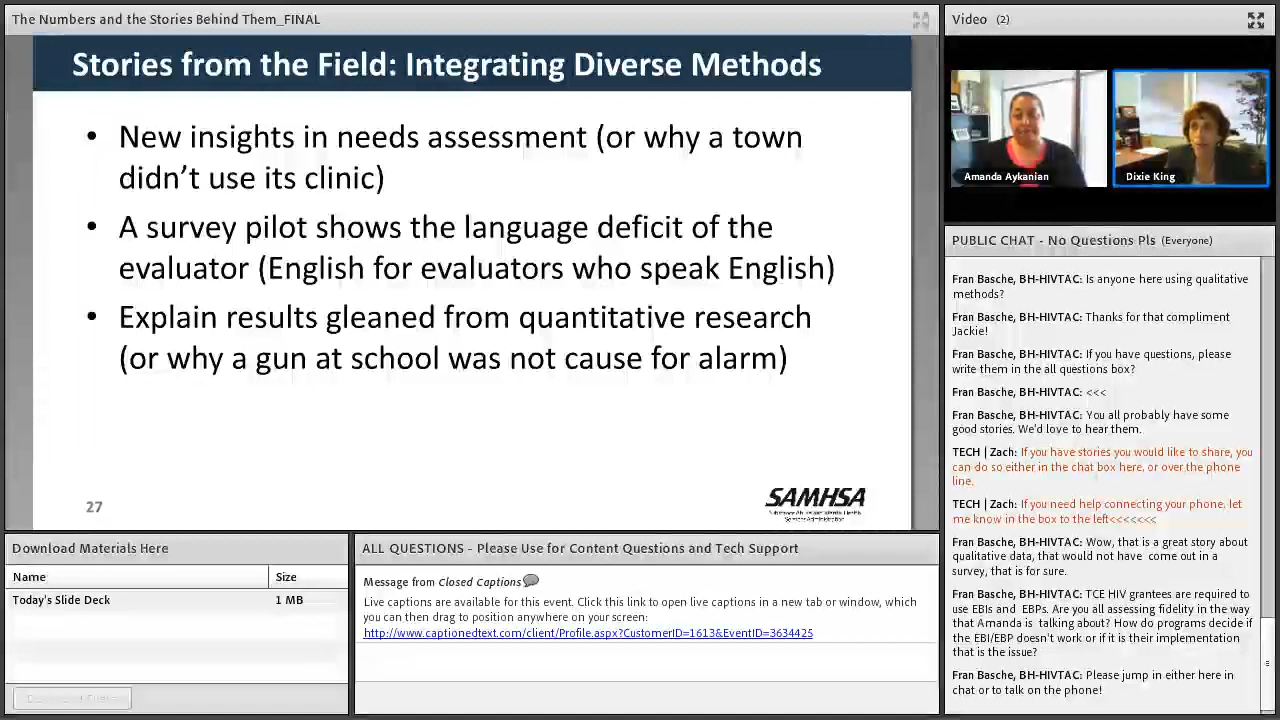 The Numbers and the Stories Behind Them_FINAL
Stories from the Field: Integrating Diverse Methods
• New insights in needs assessment (or why a town
didn’t use its clinic)
• A survey pilot shows the language deficit of the
evaluator (English for evaluators who speak English)
• Explain results gleaned from quantitative research
(or why a gun at school was not cause for alarm)
27
SAMHSA
Video (2)
Amanda Aykanian
Dixie King
PUBLIC CHAT - No Questions Pls (Everyone)
Fran Basche, BH-HIVTAC: Is anyone here using qualitative
methods?
Fran Basche, BH-HIVTAC: Thanks for that compliment
Jackie!
Fran Basche, BH-HIVTAC: If you have questions, please
write them in the all questions box?
Fran Basche, BH-HIVTAC: <<<
Fran Basche, BH-HIVTAC: You all probably have some
good stories. We'd love to hear them.
TECH | Zach: If you have stories you would like to share, you
can do so either in the chat box here, or over the phone
line.
TECH | Zach: If you need help connecting your phone, let
me know in the box to the left<<<<<<<
Fran Basche, BH-HIVTAC: Wow, that is a great story about
qualitative data, that would not have come out in a
survey, that is for sure.
Fran Basche, BH-HIVTAC: TCE HIV grantees are required to
use EBIs and EBPs. Are you all assessing fidelity in the way
that Amanda is talking about? How do programs decide if
the EBI/EBP doesn't work or if it is their implementation
that is the issue?
Fran Basche, BH-HIVTAC: Please jump in either here in
chat or to talk on the phone!
Download Materials Here
Name Size
Today's Slide Deck 1 MB
ALL QUESTIONS - Please Use for Content Questions and Tech Support
Message from Closed Captions
Live captions are available for this event. Click this link to open live captions in a new tab or window, which
you can then drag to position anywhere on your screen:
http://www.captionedtext.com/client/Profile.aspx?CustomerID=1613&EventID=3634425